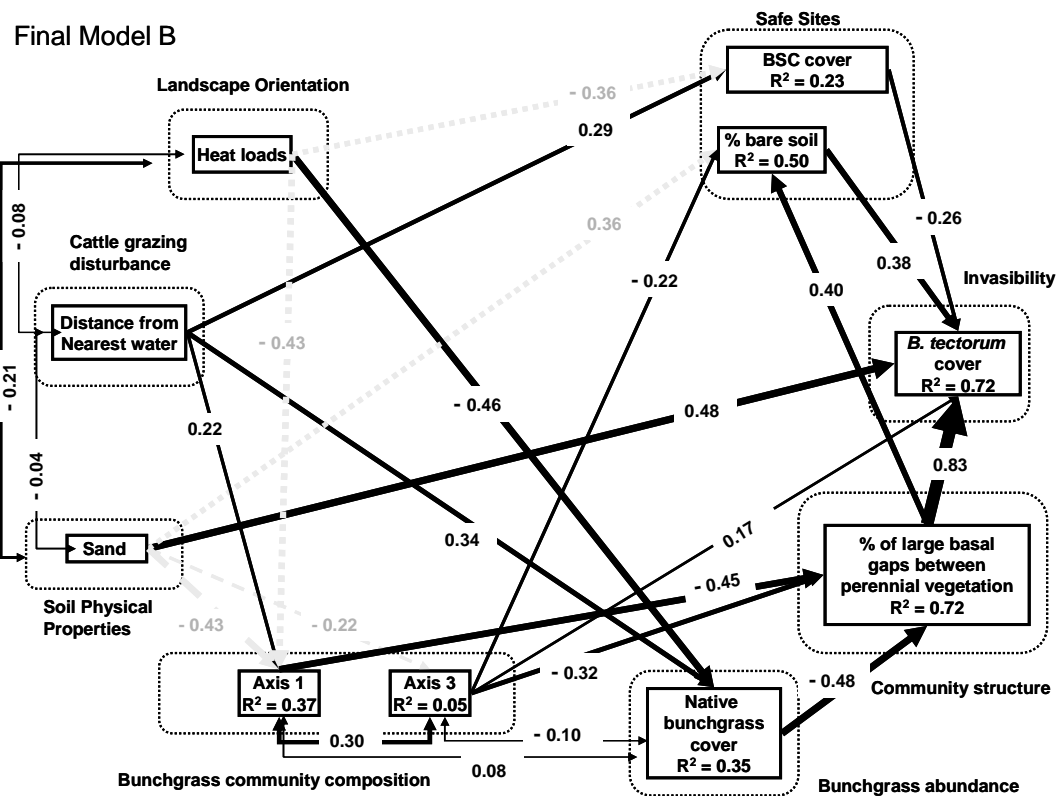 Final Model B
Safe Sites
BSC cover
R² = 0.23
Landscape Orientation
- 0.36
0.29
% bare soil
R² = 0.50
Heat loads
- 0.08
0.36
- 0.26
Cattle grazing
disturbance
0.38
- 0.22
0.40
Invasibility
Distance from
Nearest water
- 0.43
B. tectorum
cover
R² = 0.72
- 0.21
- 0.46
0.48
0.22
- 0.04
0.83
0.34
0.17
Sand
% of large basal
gaps between
perennial vegetation
R² = 0.72
- 0.45
Soil Physical
Properties
- 0.43
- 0.22
- 0.32
Axis 1
R² = 0.37
Axis 3
R² = 0.05
- 0.48
Community structure
Native
bunchgrass
cover
R² = 0.35
0.30
- 0.10
0.08
Bunchgrass community composition
Bunchgrass abundance